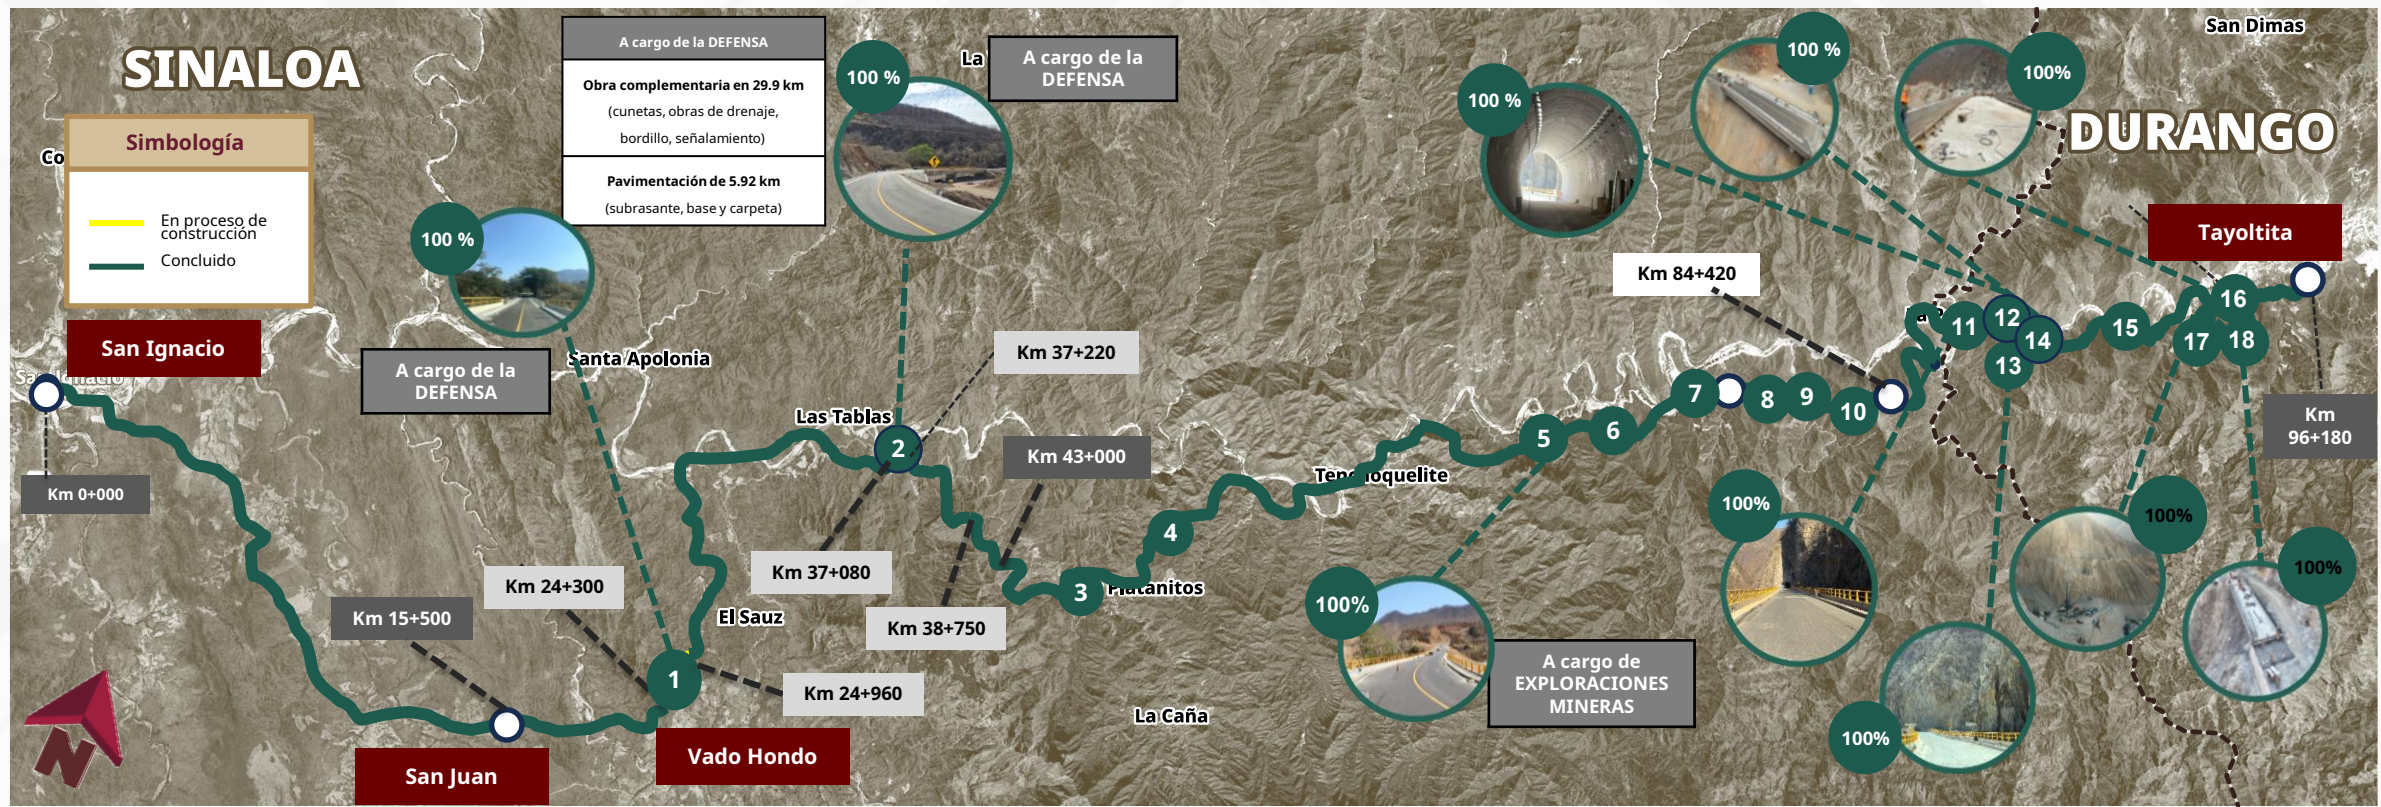 SINALOA
Simbología
En proceso de
construcción
Concluido
San Ignacio
Km 0+000
100 %
A cargo de la
DEFENSA
A cargo de la DEFENSA
Obra complementaria en 29.9 km
(cunetas, obras de drenaje,
bordillo, señalamiento)
Pavimentación de 5.92 km
(subrasante, base y carpeta)
100 %
La
A cargo de la
DEFENSA
Santa Apolonia
Las Tablas
Km 37+220
Km 43+000
Km 37+080
Km 38+750
Km 24+300
Km 15+500
El Sauz
Km 24+960
San Juan
Vado Hondo
N
1
2
3
4
5
6
7
8
9
10
11
12
13
14
15
16
17
18
Platanitos
La Caña
100%
A cargo de
EXPLORACIONES
MINERAS
100 %
100 %
100%
San Dimas
DURANGO
Tayoltita
Km 84+420
Km
96+180
100%
100%
100%
100%